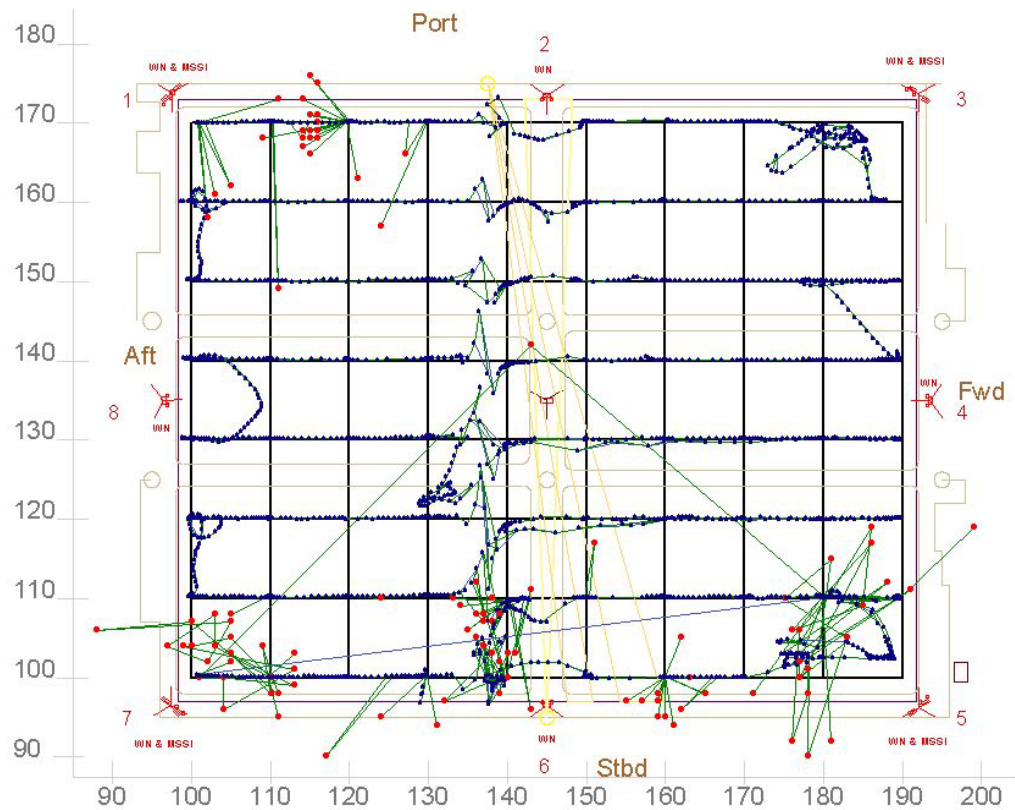 Port
180
2
WN & MSSI
WN
WN & MSSI
1
3
170
160
150
140
Aft
WN
Fwd
8
4
WN
130
120
110
100
7
5
WN & MSSI
WN
WN & MSSI
90
6
Stbd
90 100 110 120 130 140 150 160 170 180 190 200